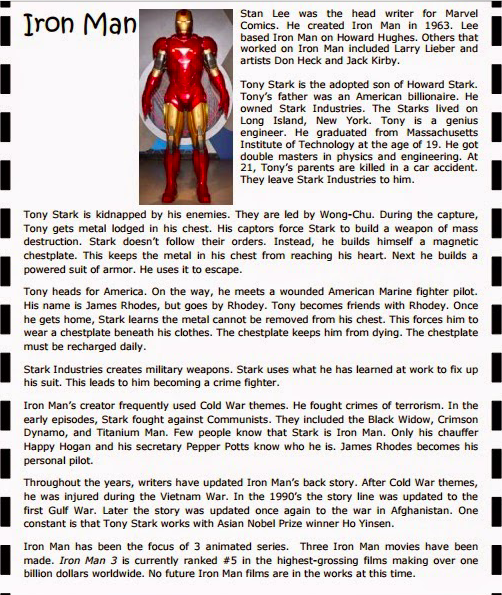 Iron Man
Stan Lee was the head writer for Marvel
Comics. He created Iron Man in 1963. Lee
based Iron Man on Howard Hughes. Others that
worked on Iron Man included Larry Lieber and
artists Don Heck and Jack Kirby.
Tony Stark is the adopted son of Howard Stark.
Tony's father was an American billionaire. He
owned Stark Industries. The Starks lived on
Long Island, New York. Tony is a genius
engineer. He graduated from Massachusetts
Institute of Technology at the age of 19. He got
double masters in physics and engineering. At
21, Tony's parents are killed in a car accident.
They leave Stark Industries to him.
Tony Stark is kidnapped by his enemies. They are led by Wong-Chu. During the capture,
Tony gets metal lodged in his chest. His captors force Stark to build a weapon of mass
destruction. Stark doesn't follow their orders. Instead, he builds himself a magnetic
chestplate. This keeps the metal in his chest from reaching his heart. Next he builds a
powered suit of armor. He uses it to escape.
Tony heads for America. On the way, he meets a wounded American Marine fighter pilot.
His name is James Rhodes, but goes by Rhodey. Tony becomes friends with Rhodey. Once
he gets home, Stark learns the metal cannot be removed from his chest. This forces him to
wear a chestplate beneath his clothes. The chestplate keeps him from dying. The chestplate
must be recharged daily.
Stark Industries creates military weapons. Stark uses what he has learned at work to fix up
his suit. This leads to him becoming a crime fighter.
Iron Man's creator frequently used Cold War themes. He fought crimes of terrorism. In the
early episodes, Stark fought against Communists. They included the Black Widow, Crimson
Dynamo, and Titanium Man. Few people know that Stark is Iron Man. Only his chauffer
Happy Hogan and his secretary Pepper Potts know who he is. James Rhodes becomes his
personal pilot.
Throughout the years, writers have updated Iron Man's back story. After Cold War themes,
he was injured during the Vietnam War. In the 1990's the story line was updated to the
first Gulf War. Later the story was updated once again to the war in Afghanistan. One
constant is that Tony Stark works with Asian Nobel Prize winner Ho Yinsen.
Iron Man has been the focus of 3 animated series. Three Iron Man movies have been
made. Iron Man 3 is currently ranked #5 in the highest-grossing films making over one
billion dollars worldwide. No future Iron Man films are in the works at this time.